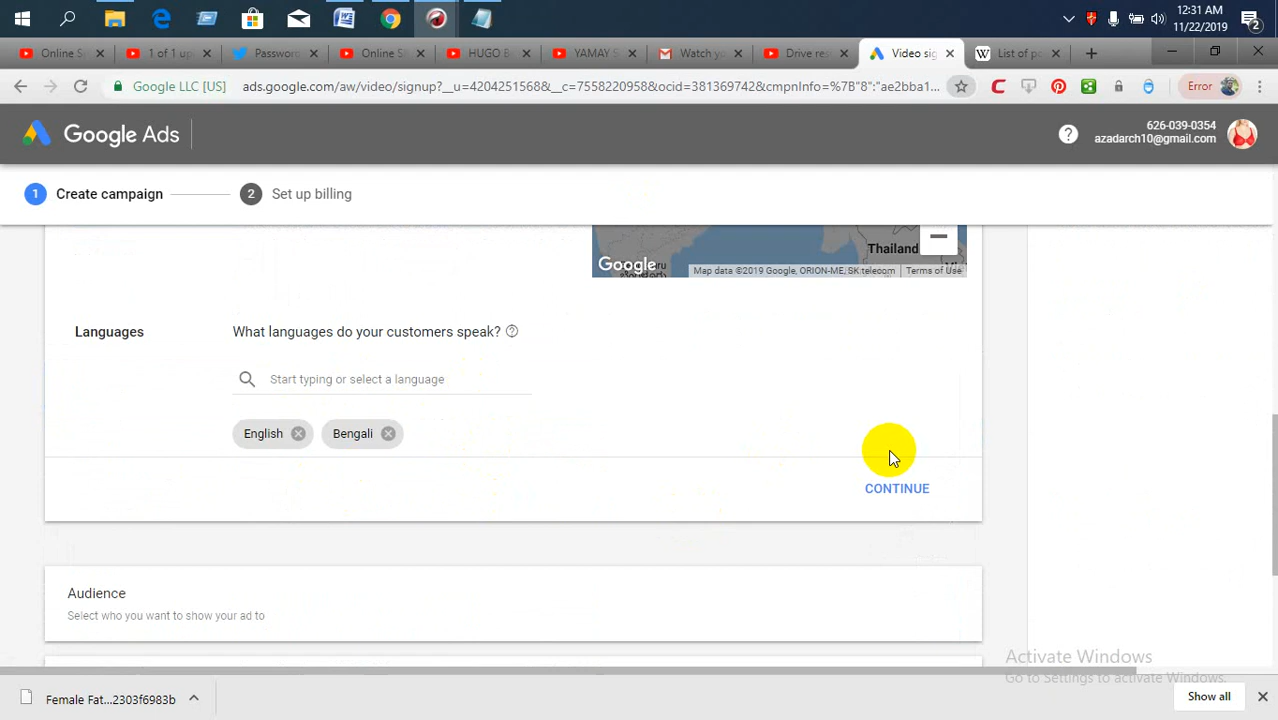 12:31 AM
11/22/2019
2
Online S
1 of 1 up
Password
Online S
HUGO B
YAMAY S
Watch yo
Drive re
Video sig
List of po
Google LLC [US]
ads.google.com/aw/video/signup?__u=4204251568&__c=7558220958&ocid=381369742&cmpnInfo=%7B"8":"ae2bba1...
Error
Google Ads
626-039-0354
azadarch10@gmail.com
1 Create campaign
2 Set up billing
Thailand
Google
Map data ©2019 Google, ORION-ME, SK telecom
Terms of Use
Languages
What languages do your customers speak?
Start typing or select a language
English
Bengali
CONTINUE
Audience
Select who you want to show your ad to
Activate Windows
Go to Settings to activate Windows.
Female Fat...2303f6983b
Show all